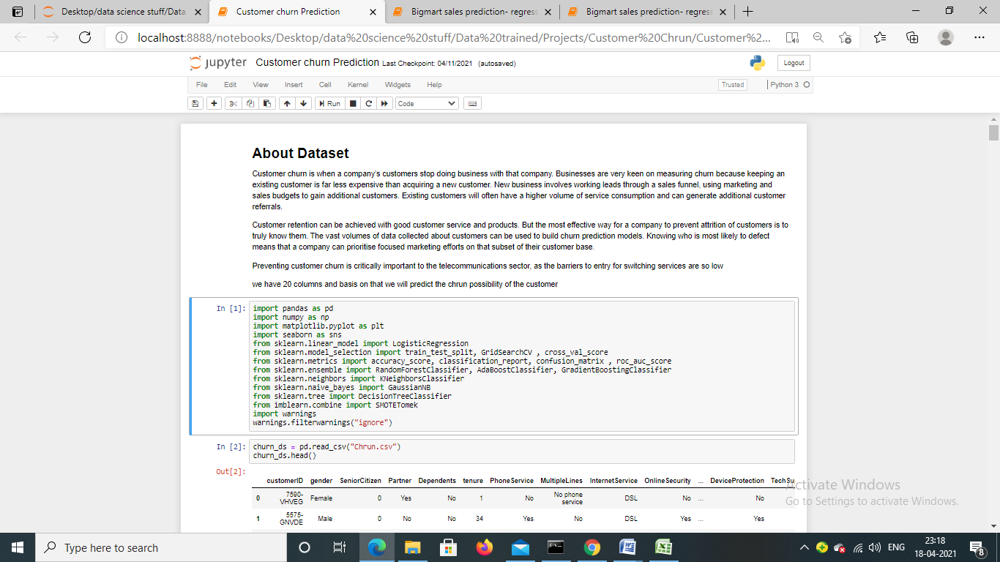 Desktop/data science stuff/Data
Customer churn Prediction
Bigmart sales prediction- regress
Bigmart sales prediction- regress
localhost:8888/notebooks/Desktop/data%20science%20stuff/Data%20trained/Projects/Customer%20Chrun/Customer%2...
jupyter Customer churn Prediction Last Checkpoint: 04/11/2021 (autosaved)
Logout
File Edit View Insert Cell Kernel Widgets Help
Trusted
Python 3
Run
Code
About Dataset
Customer churn is when a company's customers stop doing business with that company. Businesses are very keen on measuring churn because keeping an
existing customer is far less expensive than acquiring a new customer. New business involves working leads through a sales funnel, using marketing and
sales budgets to gain additional customers. Existing customers will often have a higher volume of service consumption and can generate additional customer
referrals.
Customer retention can be achieved with good customer service and products. But the most effective way for a company to prevent attrition of customers is to
truly know them. The vast volumes of data collected about customers can be used to build churn prediction models. Knowing who is most likely to defect
means that a company can prioritise focused marketing efforts on that subset of their customer base.
Preventing customer churn is critically important to the telecommunications sector, as the barriers to entry for switching services are so low
we have 20 columns and basis on that we will predict the chrun possibility of the customer
In [1]:
import pandas as pd
import numpy as np
import matplotlib.pyplot as plt
import seaborn as sns
from sklearn.linear_model import LogisticRegression
from sklearn.model_selection import train_test_split, GridSearchCV , cross_val_score
from sklearn.metrics import accuracy_score, classification_report, confusion_matrix , roc_auc_score
from sklearn.ensemble import RandomForestClassifier, AdaBoostClassifier, GradientBoostingClassifier
from sklearn.neighbors import KNeighborsClassifier
from sklearn.naive_bayes import GaussianNB
from sklearn.tree import DecisionTreeClassifier
from imblearn.combine import SMOTETomek
import warnings
warnings.filterwarnings("ignore")
In [2]:
churn_ds = pd.read_csv("Chrun.csv")
churn_ds.head()
Out[2]:
customerID gender SeniorCitizen Partner Dependents tenure PhoneService MultipleLines InternetService OnlineSecurity ... DeviceProtection TechSu
0 7590-VHVEG Female 0 Yes No 1 No No phone service DSL No ... No
1 5575-GNVDE Male 0 No No 34 Yes No DSL Yes ... Yes
Activate Windows
Go to Settings to activate Windows.
Type here to search
ENG
23:18
18-04-2021
8